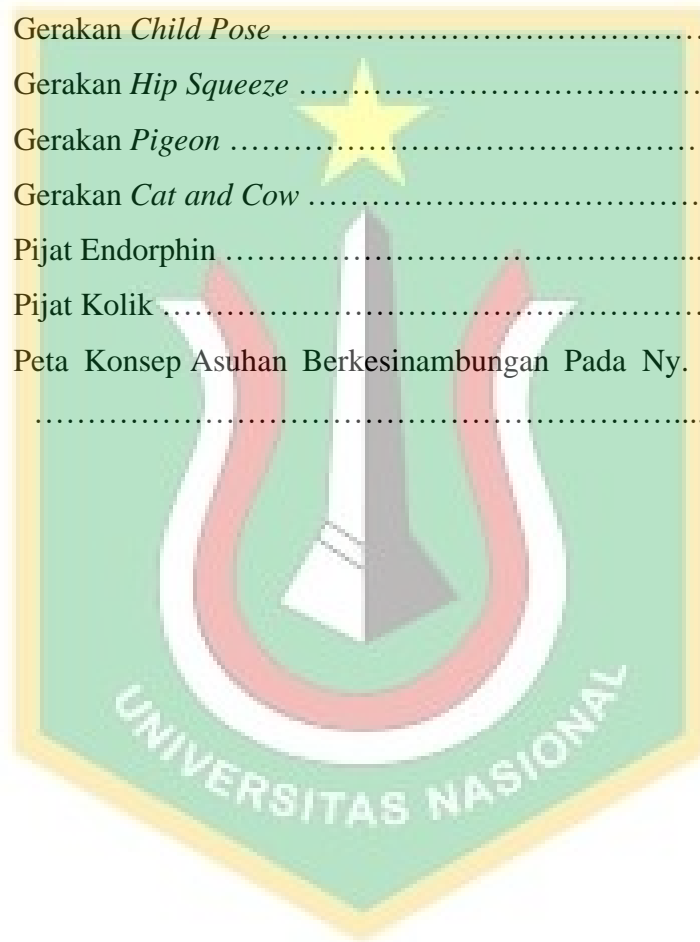 Gerakan Child Pose ……………………………………
Gerakan Hip Squeeze …………………………………
Gerakan Pigeon ………………………………………
Gerakan Cat and Cow …………………………………
Pijat Endorphin ……………………………………....
Pijat Kolik ……………………………………………
Peta Konsep Asuhan Berkesinambungan Pada Ny.
…………………………………………………………...
UNIVERSITAS NASIONAL